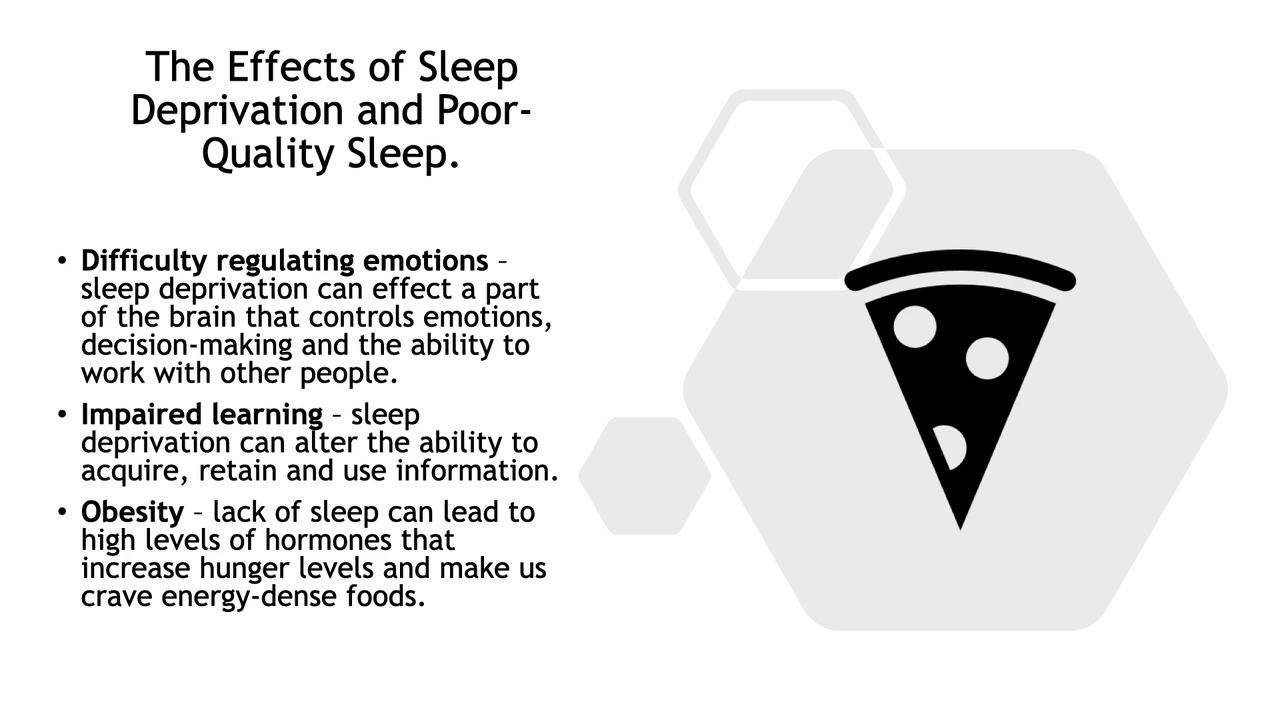 The Effects of Sleep
Deprivation and Poor-
Quality Sleep.
• Difficulty regulating emotions –
sleep deprivation can effect a part
of the brain that controls emotions,
decision-making and the ability to
work with other people.
• Impaired learning – sleep
deprivation can alter the ability to
acquire, retain and use information.
• Obesity – lack of sleep can lead to
high levels of hormones that
increase hunger levels and make us
crave energy-dense foods.